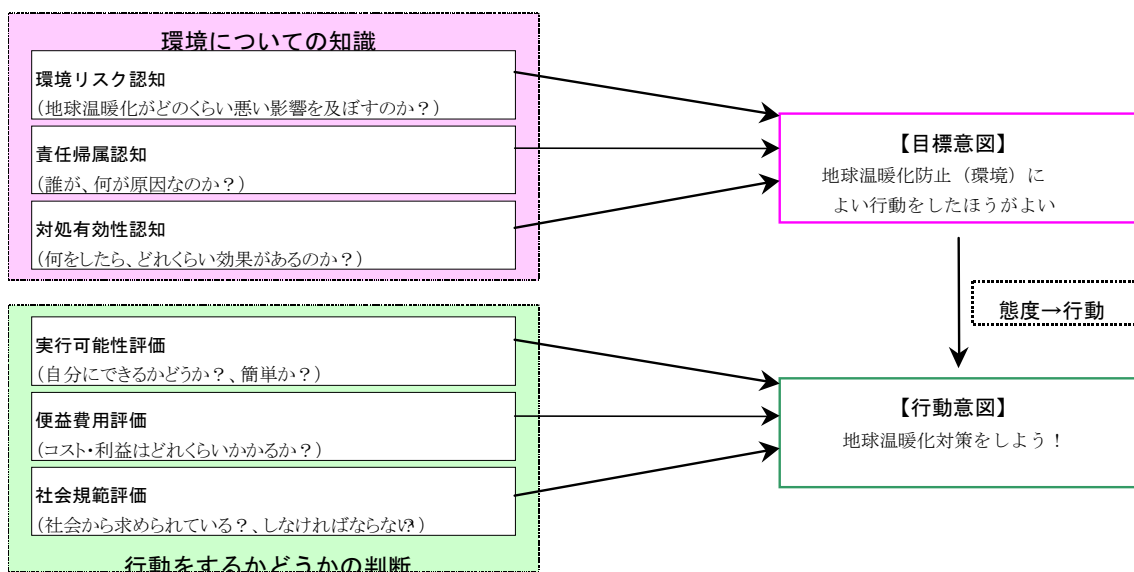 環境についての知識
環境リスク認知
(地球温暖化がどのくらい悪い影響を及ぼすのか?)
責任帰属認知
(誰が、何が原因なのか?)
対処有効性認知
(何をしたら、どれくらい効果があるのか?)
【目標意図】
地球温暖化防止(環境)に
よい行動をしたほうがよい
態度→行動
実行可能性評価
(自分にできるかどうか?、簡単か?)
便益費用評価
(コスト・利益はどれくらいかかるか?)
社会規範評価
(社会から求められている?、しなければならない?)
行動をするかどうかの判断
【行動意図】
地球温暖化対策をしよう!